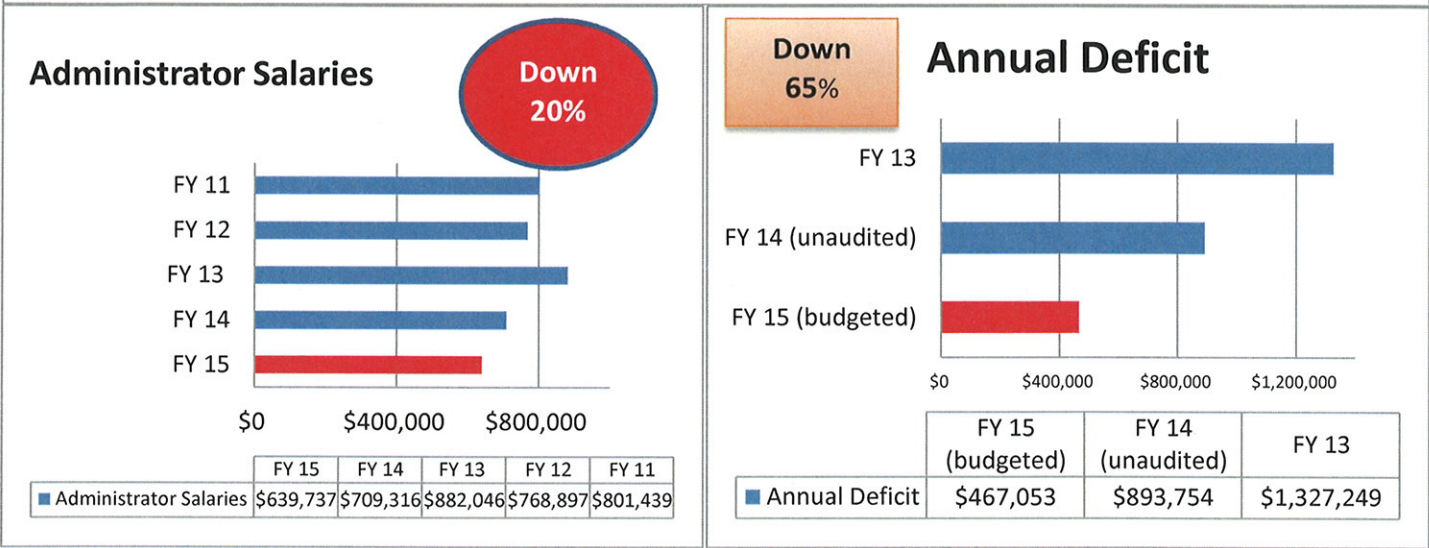 Administrator Salaries
Down
20%
FY 11
FY 12
FY 13
FY 14
FY 15
$0 $400,000 $800,000
FY 15 FY 14 FY 13 FY 12 FY 11
Administrator Salaries $639,737 $709,316 $882,046 $768,897 $801,439
Down
65%
Annual Deficit
FY 13
FY 14 (unaudited)
FY 15 (budgeted)
$0 $400,000 $800,000 $1,200,000
FY 15
(budgeted)
FY 14
(unaudited)
FY 13
Annual Deficit $467,053 $893,754 $1,327,249